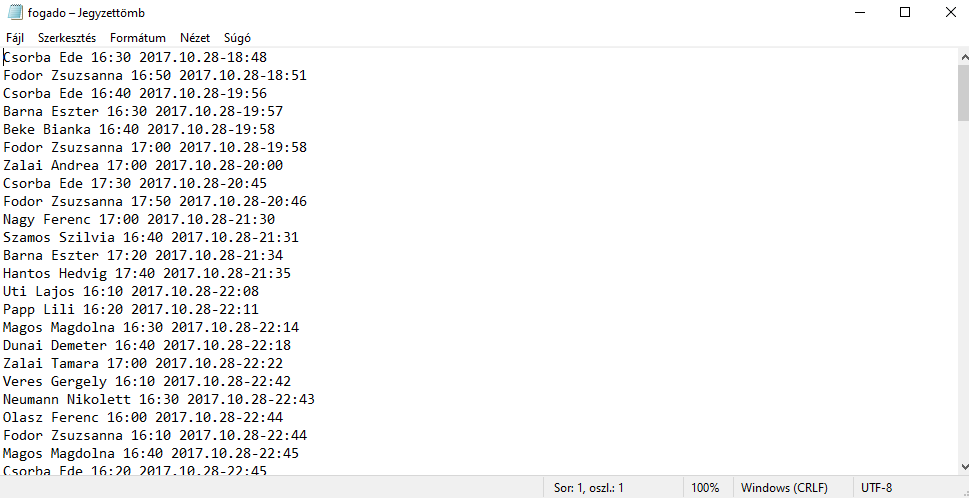 fogado – Jegyzettömb
Fájl Szerkesztés Formátum Nézet Súgó
Csorba Ede 16:30 2017.10.28-18:48
Fodor Zsuzsanna 16:50 2017.10.28-18:51
Csorba Ede 16:40 2017.10.28-19:56
Barna Eszter 16:30 2017.10.28-19:57
Beke Bianka 16:40 2017.10.28-19:58
Fodor Zsuzsanna 17:00 2017.10.28-19:58
Zalai Andrea 17:00 2017.10.28-20:00
Csorba Ede 17:30 2017.10.28-20:45
Fodor Zsuzsanna 17:50 2017.10.28-20:46
Nagy Ferenc 17:00 2017.10.28-21:30
Szamos Szilvia 16:40 2017.10.28-21:31
Barna Eszter 17:20 2017.10.28-21:34
Hantos Hedvig 17:40 2017.10.28-21:35
Uti Lajos 16:10 2017.10.28-22:08
Papp Lili 16:20 2017.10.28-22:11
Magos Magdolna 16:30 2017.10.28-22:14
Dunai Demeter 16:40 2017.10.28-22:18
Zalai Tamara 17:00 2017.10.28-22:22
Veres Gergely 16:10 2017.10.28-22:42
Neumann Nikolett 16:30 2017.10.28-22:43
Olasz Ferenc 16:00 2017.10.28-22:44
Fodor Zsuzsanna 16:10 2017.10.28-22:44
Magos Magdolna 16:40 2017.10.28-22:45
Csorba Ede 16:20 2017.10.28-22:45
Sor: 1, oszl.: 1 100% Windows (CRLF) UTF-8